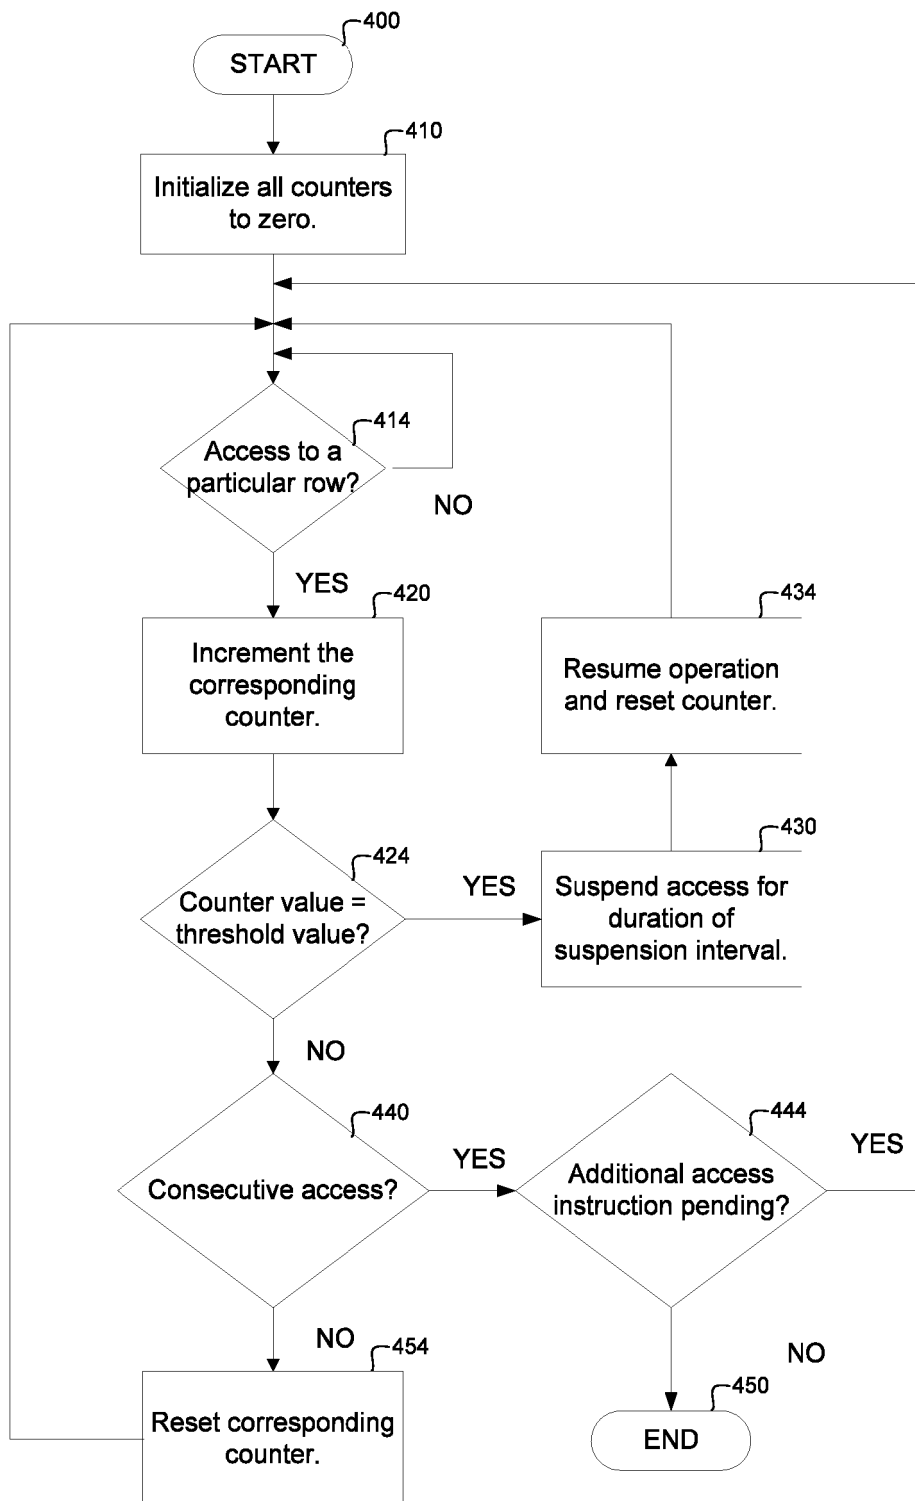 400
START
410
Initialize all counters
to zero.
414
Access to a
particular row?
NO
YES
420
Increment the
corresponding
counter.
434
Resume operation
and reset counter.
424
Counter value =
threshold value?
YES
430
Suspend access for
duration of
suspension interval.
NO
440
Consecutive access?
YES
444
Additional access
instruction pending?
YES
NO
454
Reset corresponding
counter.
NO
450
END